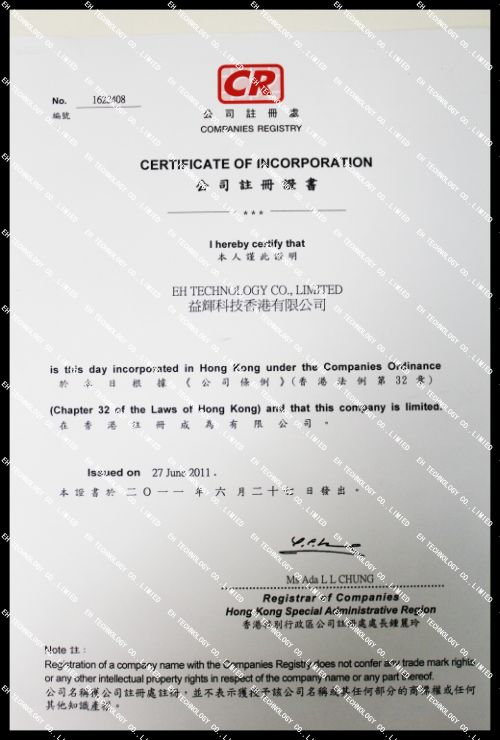 CR
No. 1622408
編號
公司註冊處
COMPANIES REGISTRY
CERTIFICATE OF INCORPORATION
公司註冊證書
***
I hereby certify that
本人謹此證明
EH TECHNOLOGY CO., LIMITED
益輝科技香港有限公司
is this day incorporated in Hong Kong under the Companies Ordinance
於本日根據《公司條例》(香港法例第32章)
(Chapter 32 of the Laws of Hong Kong) and that this company is limited.
在香港註冊成為有限公司。
Issued on 27 June 2011.
本證書於二〇一一年六月二十七日發出。
Ms Ada L L CHUNG
Registrar of Companies
Hong Kong Special Administrative Region
香港特別行政區公司註冊處處長鍾麗玲
Note 註:
Registration of a company name with the Companies Registry does not confer any trade mark rights
or any other intellectual property rights in respect of the company name or any part thereof.
公司名稱獲公司註冊處註冊，並不表示獲授予該公司名稱或其任何部分的商標權或任何
其他知識產權。
EH TECHNOLOGY CO., LIMITED